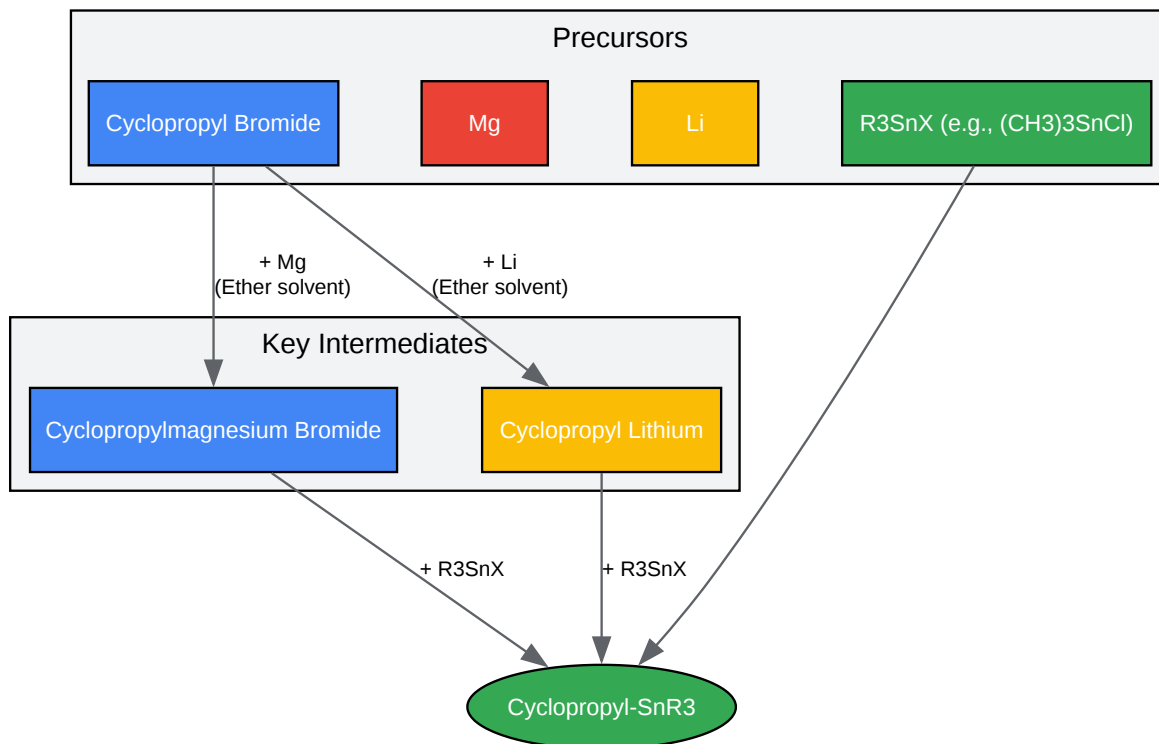 Precursors
Cyclopropyl Bromide
Mg
Li
R3SnX (e.g., (CH3)3SnCl)
+ Mg
(Ether solvent)
+ Li
(Ether solvent)
Key Intermediates
Cyclopropylmagnesium Bromide
Cyclopropyl Lithium
+ R3SnX
+ R3SnX
Cyclopropyl-SnR3